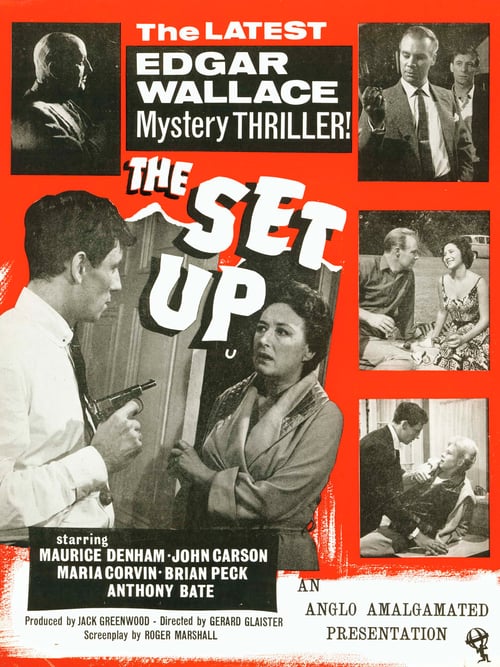 The LATEST
EDGAR
WALLACE
Mystery THRILLER!
THE
SET
UP
U
starring
MAURICE DENHAM · JOHN CARSON
MARIA CORVIN · BRIAN PECK
ANTHONY BATE
Produced by JACK GREENWOOD - Directed by GERARD GLAISTER
Screenplay by ROGER MARSHALL
AN
ANGLO AMALGAMATED
PRESENTATION